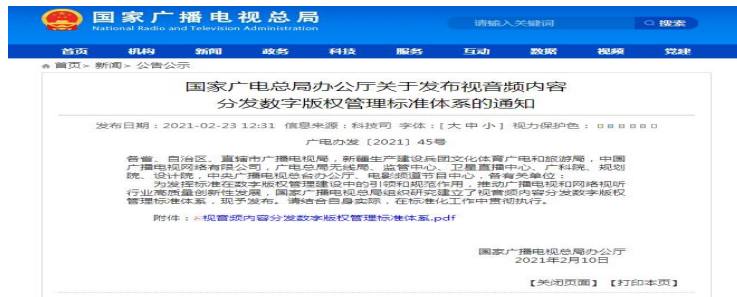 国家广播电视总局
National Radio and Television Administration
请输入关键词
搜索
首页 机构 新闻 政务 科技 服务 互动 数据 视频 党建
首页> 新闻> 公告公示
国家广电总局办公厅关于发布视音频内容
分发数字版权管理标准体系的通知
发布日期：2021-02-23 12:31 信息来源：科技司 字体：[ 大 中 小 ] 视力保护色：
广电办发〔2021〕45号
各省、自治区、直辖市广播电视局，新疆生产建设兵团文化体育广电和旅游局，中国
广播电视网络有限公司，广电总局无线局、监管中心、卫星直播中心、广科院、规划
院、设计院，中央广播电视总台办公厅、电影频道节目中心，各有关单位：
为发挥标准在数字版权管理建设中的引领和规范作用，推动广播电视和网络视听
行业高质量创新性发展，国家广播电视总局组织研究建立了视音频内容分发数字版权
管理标准体系，现予发布。请结合自身实际，在标准化工作中贯彻执行。
附件：视音频内容分发数字版权管理标准体系.pdf
国家广播电视总局办公厅
2021年2月10日
【关闭页面】【打印本页】